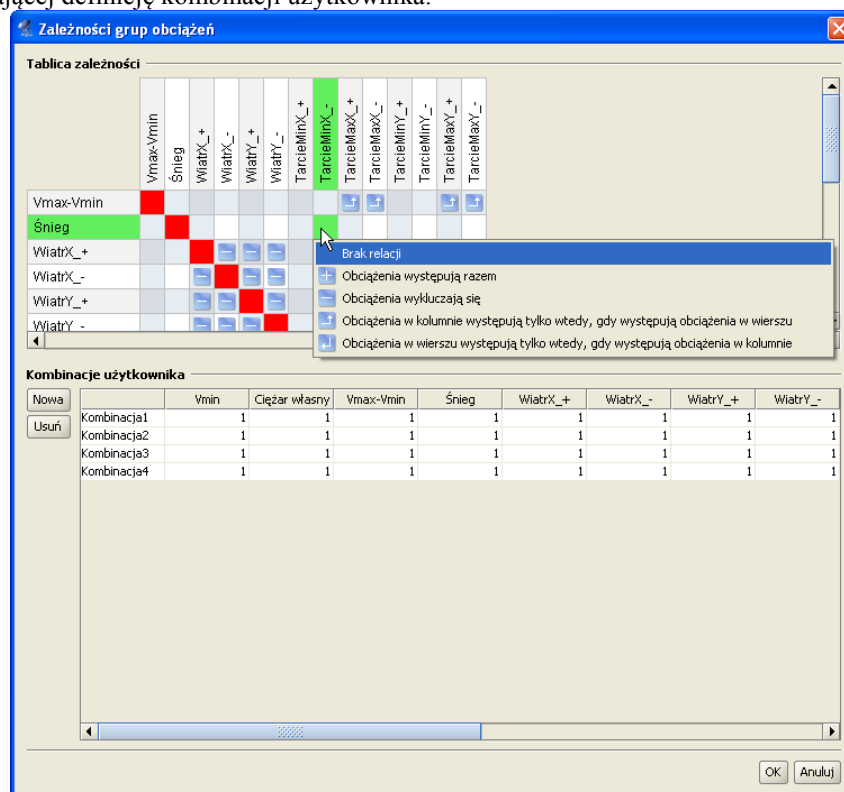 jącej definicję kombinacji użytkownika.
Zależności grup obciążeń
Tablica zależności
Vmax-Vmin
Śnieg
WiatrX_+
WiatrX_-
WiatrY_+
WiatrY_-
TarcieMinX_+
TarcieMinX_-
TarcieMaxX_+
TarcieMaxX_-
TarcieMinY_+
TarcieMinY_-
TarcieMaxY_+
TarcieMaxY_-
Vmax-Vmin
Śnieg
WiatrX_+
WiatrX_-
WiatrY_+
WiatrY_-
Brak relacji
Obciążenia występują razem
Obciążenia wykluczają się
Obciążenia w kolumnie występują tylko wtedy, gdy występują obciążenia w wierszu
Obciążenia w wierszu występują tylko wtedy, gdy występują obciążenia w kolumnie
Kombinacje użytkownika
Nowa
Usuń
Vmin Ciężar własny Vmax-Vmin Śnieg WiatrX_+ WiatrX_- WiatrY_+ WiatrY_-
Kombinacja1 1 1 1 1 1 1 1 1
Kombinacja2 1 1 1 1 1 1 1 1
Kombinacja3 1 1 1 1 1 1 1 1
Kombinacja4 1 1 1 1 1 1 1 1
OK Anuluj